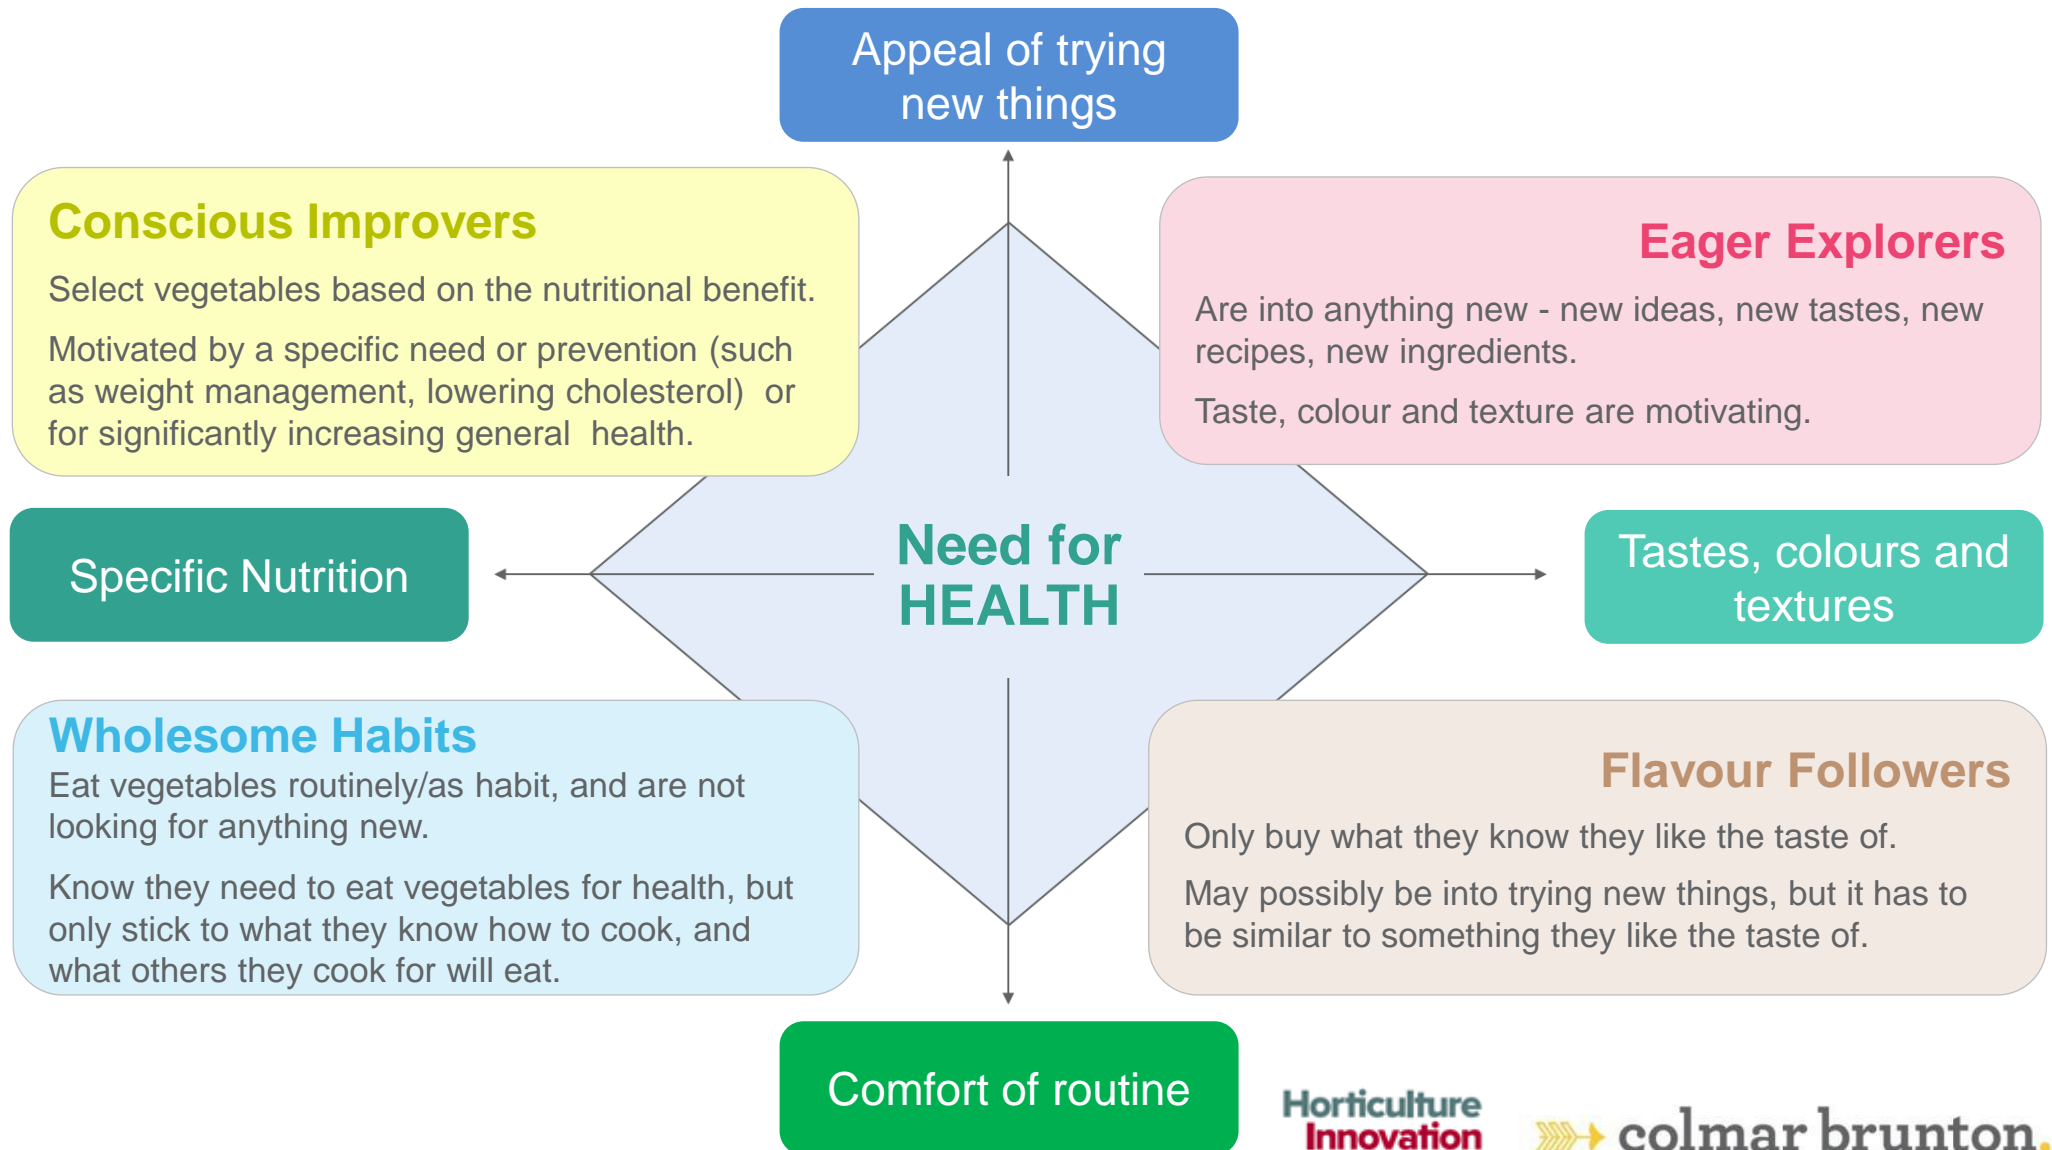 Appeal of trying
new things
Conscious Improvers
Select vegetables based on the nutritional benefit.
Motivated by a specific need or prevention (such
as weight management, lowering cholesterol)  or
for significantly increasing general  health.
Eager Explorers
Are into anything new - new ideas, new tastes, new
recipes, new ingredients.
Taste, colour and texture are motivating.
Specific Nutrition
Need for
HEALTH
Tastes, colours and
textures
Wholesome Habits
Eat vegetables routinely/as habit, and are not
looking for anything new.
Know they need to eat vegetables for health, but
only stick to what they know how to cook, and
what others they cook for will eat.
Flavour Followers
Only buy what they know they like the taste of.
May possibly be into trying new things, but it has to
be similar to something they like the taste of.
Comfort of routine
Horticulture
Innovation
colmar brunton.